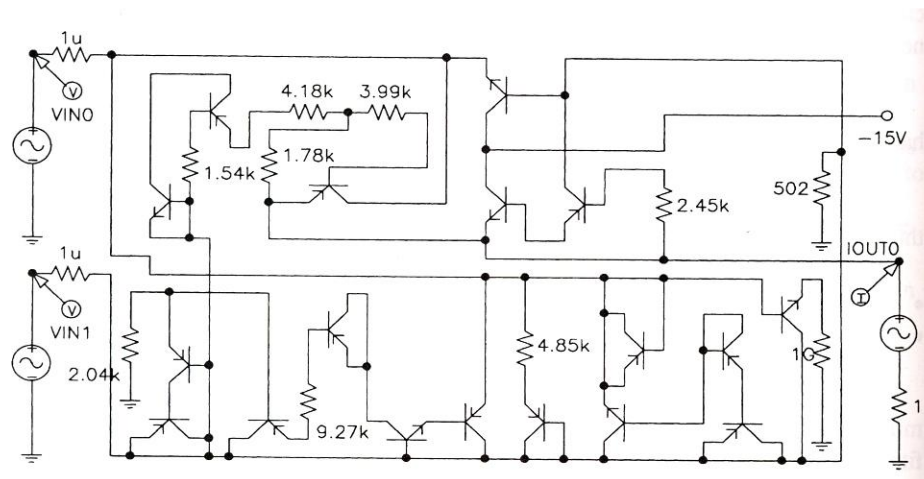 1u
VIN0
4.18k
3.99k
1.54k
1.78k
-15V
502
2.45k
1u
IOUT0
VIN1
2.04k
9.27k
4.85k
1G
1